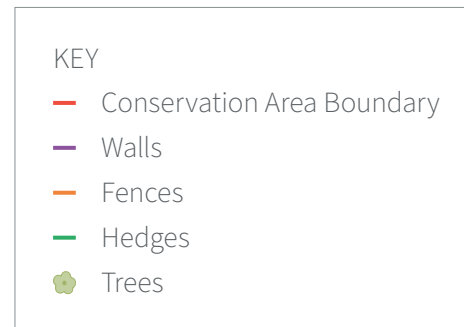 KEY
Conservation Area Boundary
Walls
Fences
Hedges
Trees